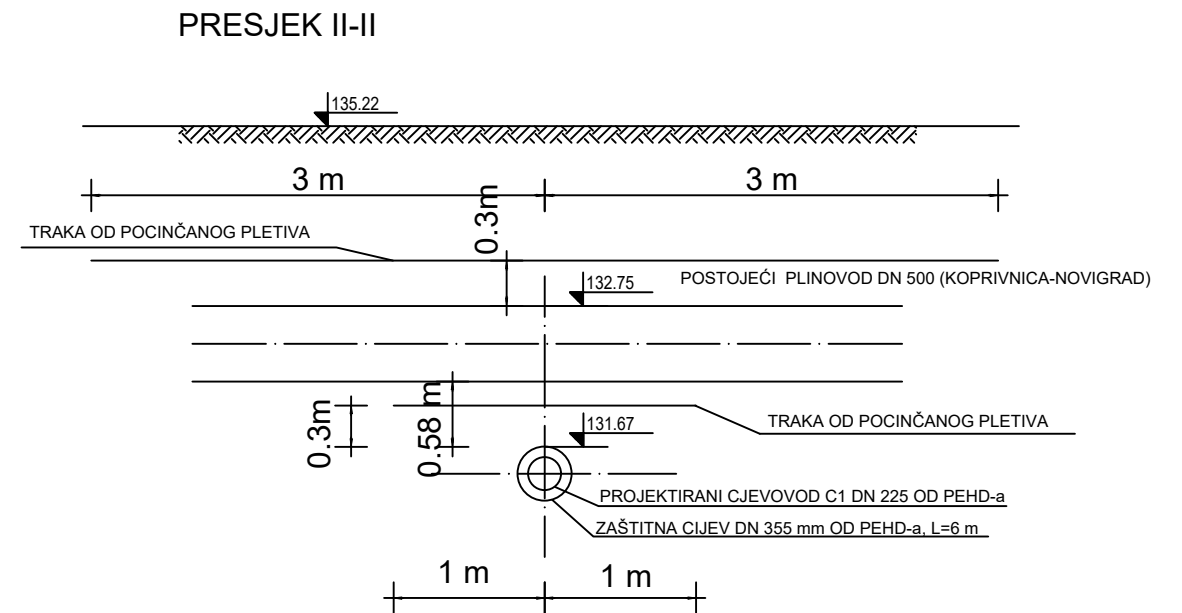 PRESJEK II-II
135.22
3 m
3 m
0.3m
TRAKA OD POCINČANOG PLETIVA
132.75
POSTOJEĆI PLINOVOD DN 500 (KOPRIVNICA-NOVIGRAD)
0.3m
0.58 m
131.67
TRAKA OD POCINČANOG PLETIVA
PROJEKTIRANI CJEVOVOD C1 DN 225 OD PEHD-a
ZAŠTITNA CIJEV DN 355 mm OD PEHD-a, L=6 m
1 m
1 m